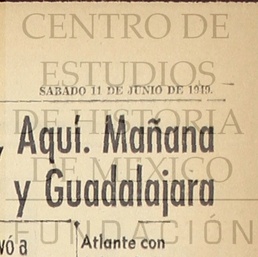 CENTRO DE
ESTUDIOS
SABADO 11 DE JUNIO DE 1949.
DE HISTORIA
, Aquí. Mañana
DE MEXICO
y Guadalajara
FUNDACIÓN
vó a
Atlante con